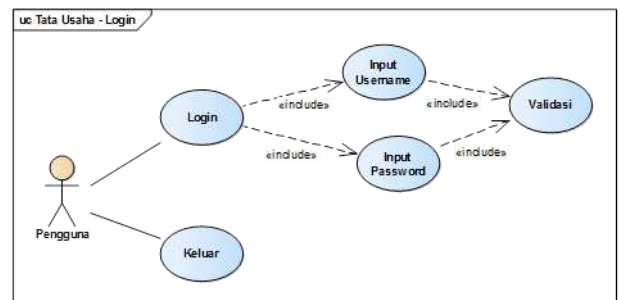 uc Tata Usaha - Login
Input
Username
«include»
«include»
Validasi
Login
«include»
Input
Password
«include»
Pengguna
Keluar